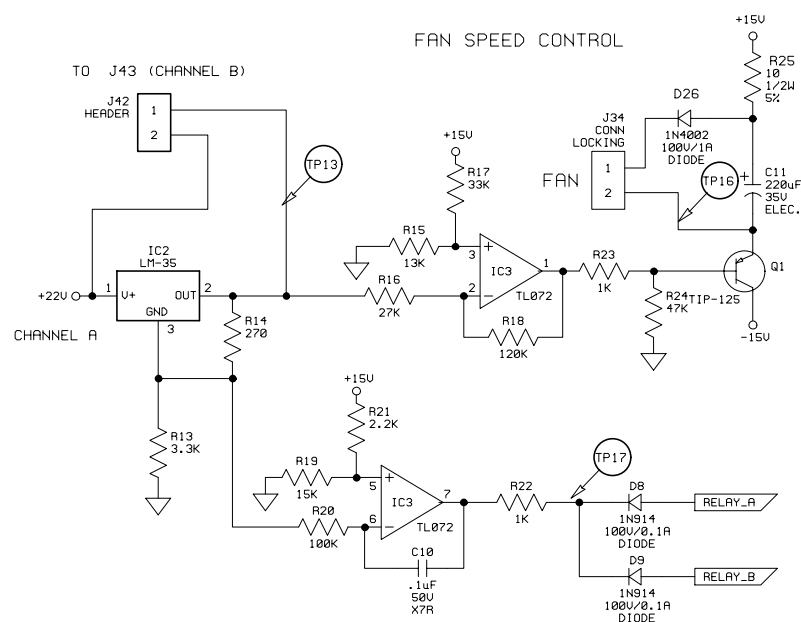 FAN SPEED CONTROL
+15V
R25
10
1/2W
5%
TO J43 (CHANNEL B)
J42
HEADER
1
2
TP13
+15V
R17
33K
D26
1N4002
100V/1A
DIODE
J34
CONN
LOCKING
FAN
1
2
TP16
+
C11
220uF
35V
ELEC.
R15
13K
3
+
IC3
1
2
-
TL072
R23
1K
Q1
TIP-125
R24
47K
-15V
IC2
LM-35
+22V
1
V+
OUT
2
GND
3
CHANNEL A
R14
270
R16
27K
R18
120K
R13
3.3K
+15V
R21
2.2K
R19
15K
5
+
IC3
7
6
-
TL072
R20
100K
C10
.1uF
50V
X7R
R22
1K
TP17
D8
1N914
100V/0.1A
DIODE
RELAY_A
D9
1N914
100V/0.1A
DIODE
RELAY_B